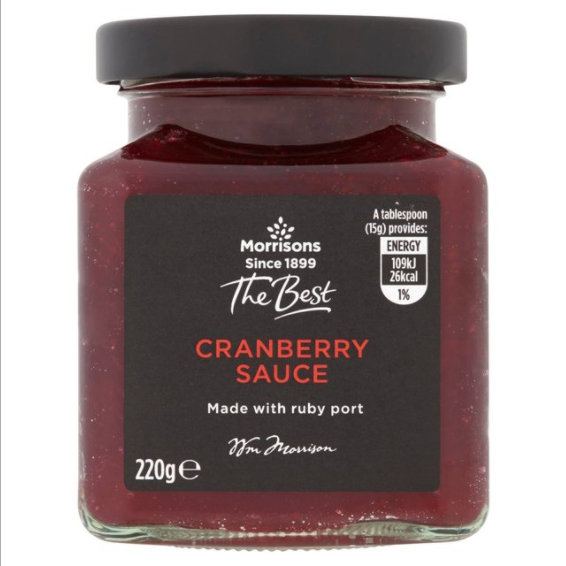 A tablespoon
(15g) provides:
ENERGY
109kJ
26kcal
1%
Morrisons
Since 1899
The Best
CRANBERRY
SAUCE
Made with ruby port
Wm Morrison
220g e